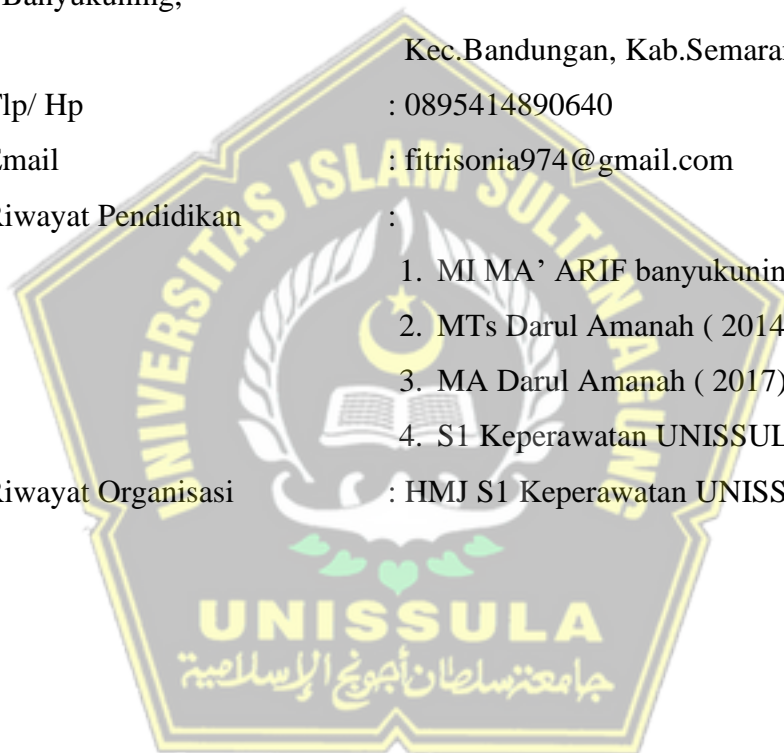 Banyukuning,
Kec.Bandungan, Kab.Semaran
Tlp/ Hp : 0895414890640
Email : fitrisonia974@gmail.com
Riwayat Pendidikan :
1. MI MA’ ARIF banyukunin
2. MTs Darul Amanah ( 2014
3. MA Darul Amanah ( 2017)
4. S1 Keperawatan UNISSUL
Riwayat Organisasi : HMJ S1 Keperawatan UNISS
UNIVERSITAS ISLAM SULTAN AGUNG
UNISSULA
جامعتنسلطان أجونج الإسلامية